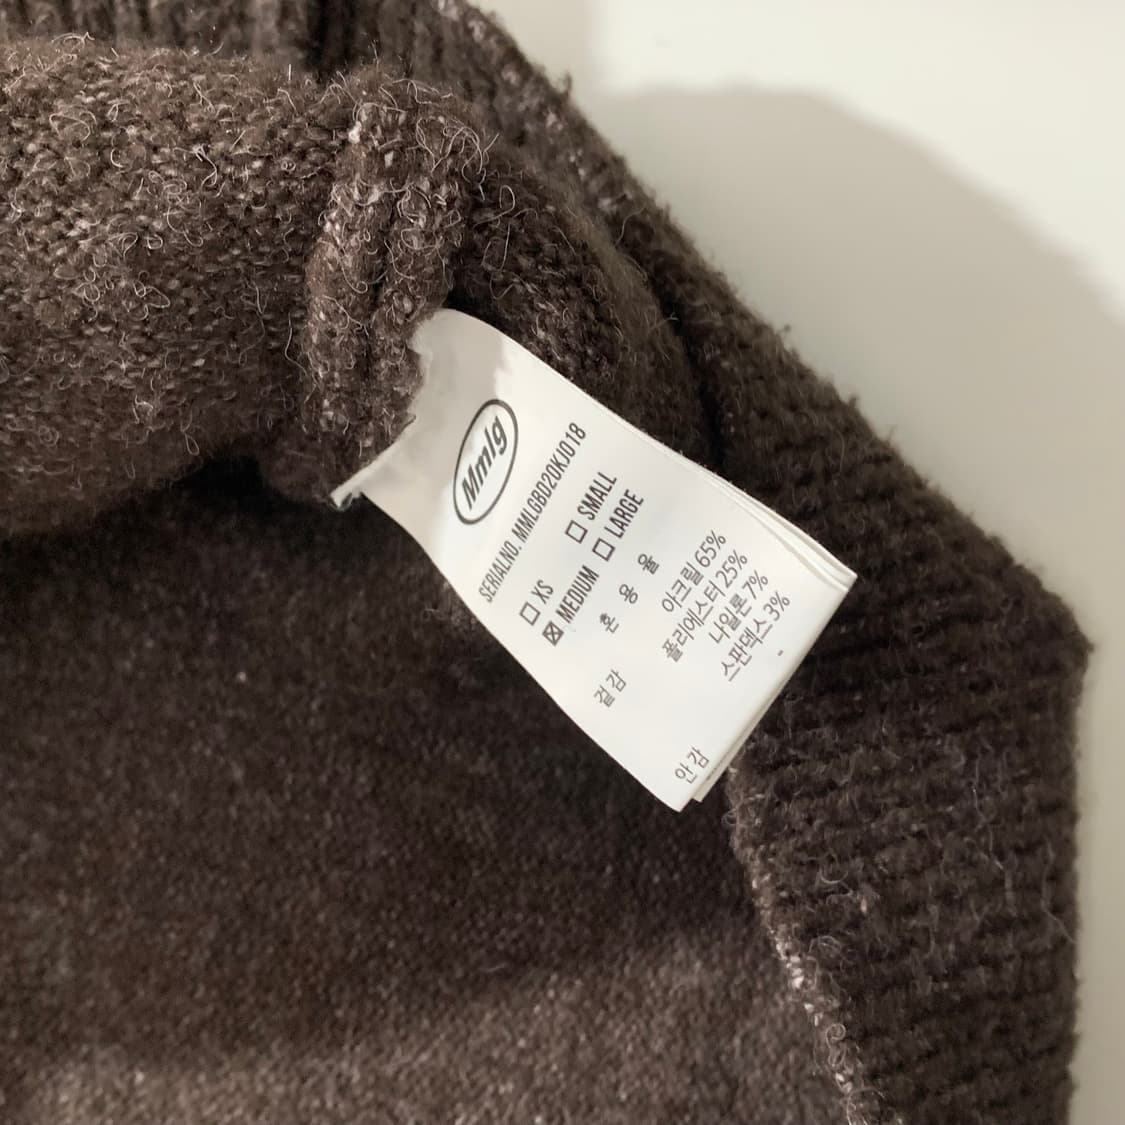 Mmlg
SERIALNO. MMLGBD20KJ018
☐ XS ☐ SMALL
☒ MEDIUM ☐ LARGE
혼 용 율
겉감 아크릴 65%
폴리에스터 25%
나일론 7%
스판덱스 3%
안감 -